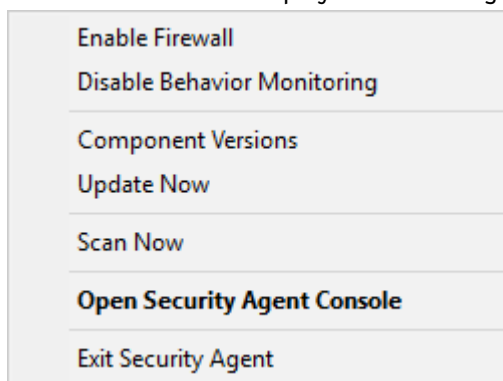 Enable Firewall
Disable Behavior Monitoring
Component Versions
Update Now
Scan Now
Open Security Agent Console
Exit Security Agent